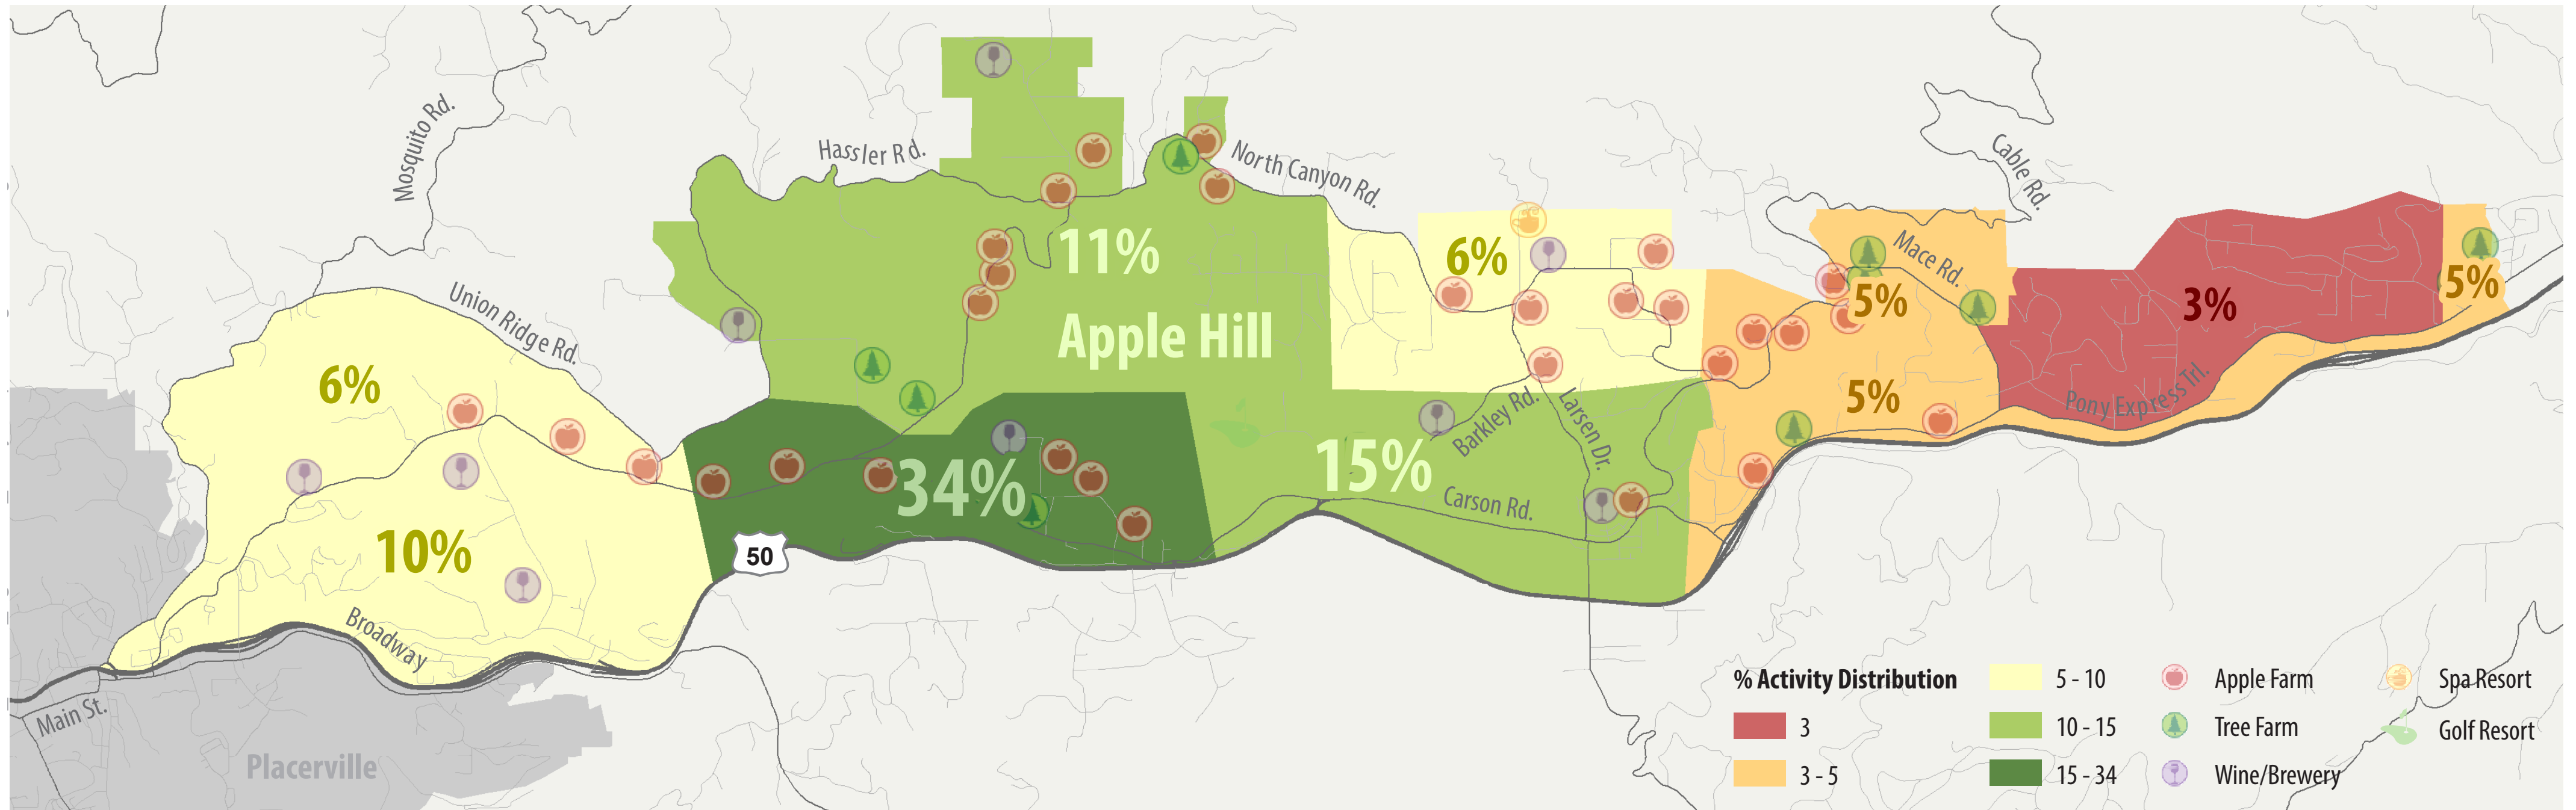 Mosquito Rd.
Hassler Rd.
North Canyon Rd.
Cable Rd.
Mace Rd.
11%
6%
5%
3%
5%
Union Ridge Rd.
Apple Hill
6%
5%
Pony Express Trl.
Barkley Rd.
Larsen Dr.
34%
15%
Carson Rd.
10%
50
Broadway
Main St.
Placerville
% Activity Distribution
3
3 - 5
5 - 10
10 - 15
15 - 34
Apple Farm
Tree Farm
Wine/Brewery
Spa Resort
Golf Resort